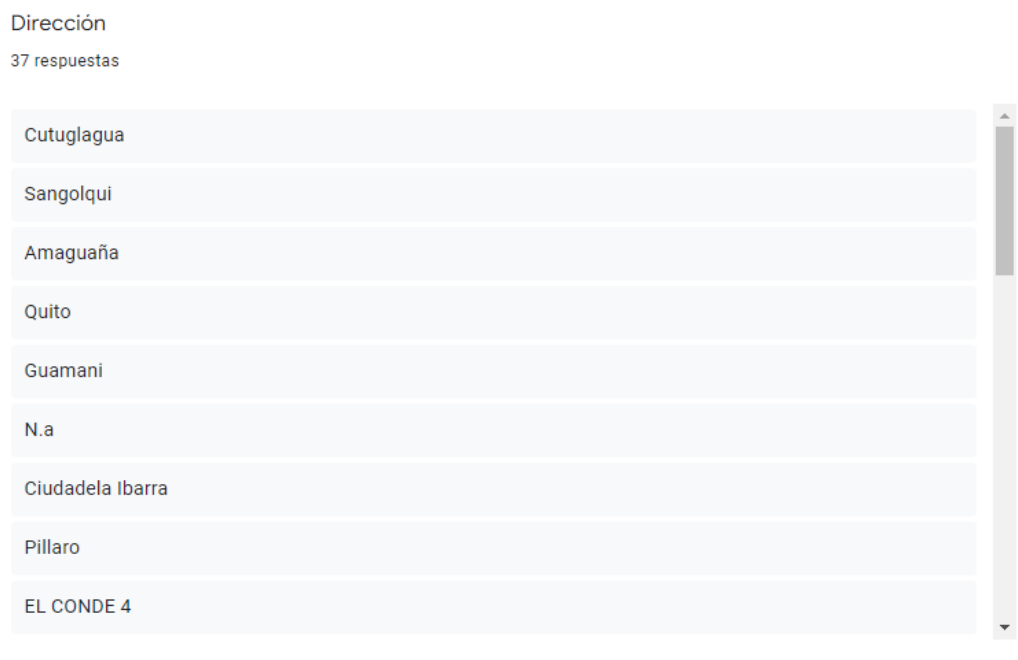 Dirección
37 respuestas
Cutuglagua
Sangolqui
Amaguaña
Quito
Guamani
N.a
Ciudadela Ibarra
Pillaro
EL CONDE 4